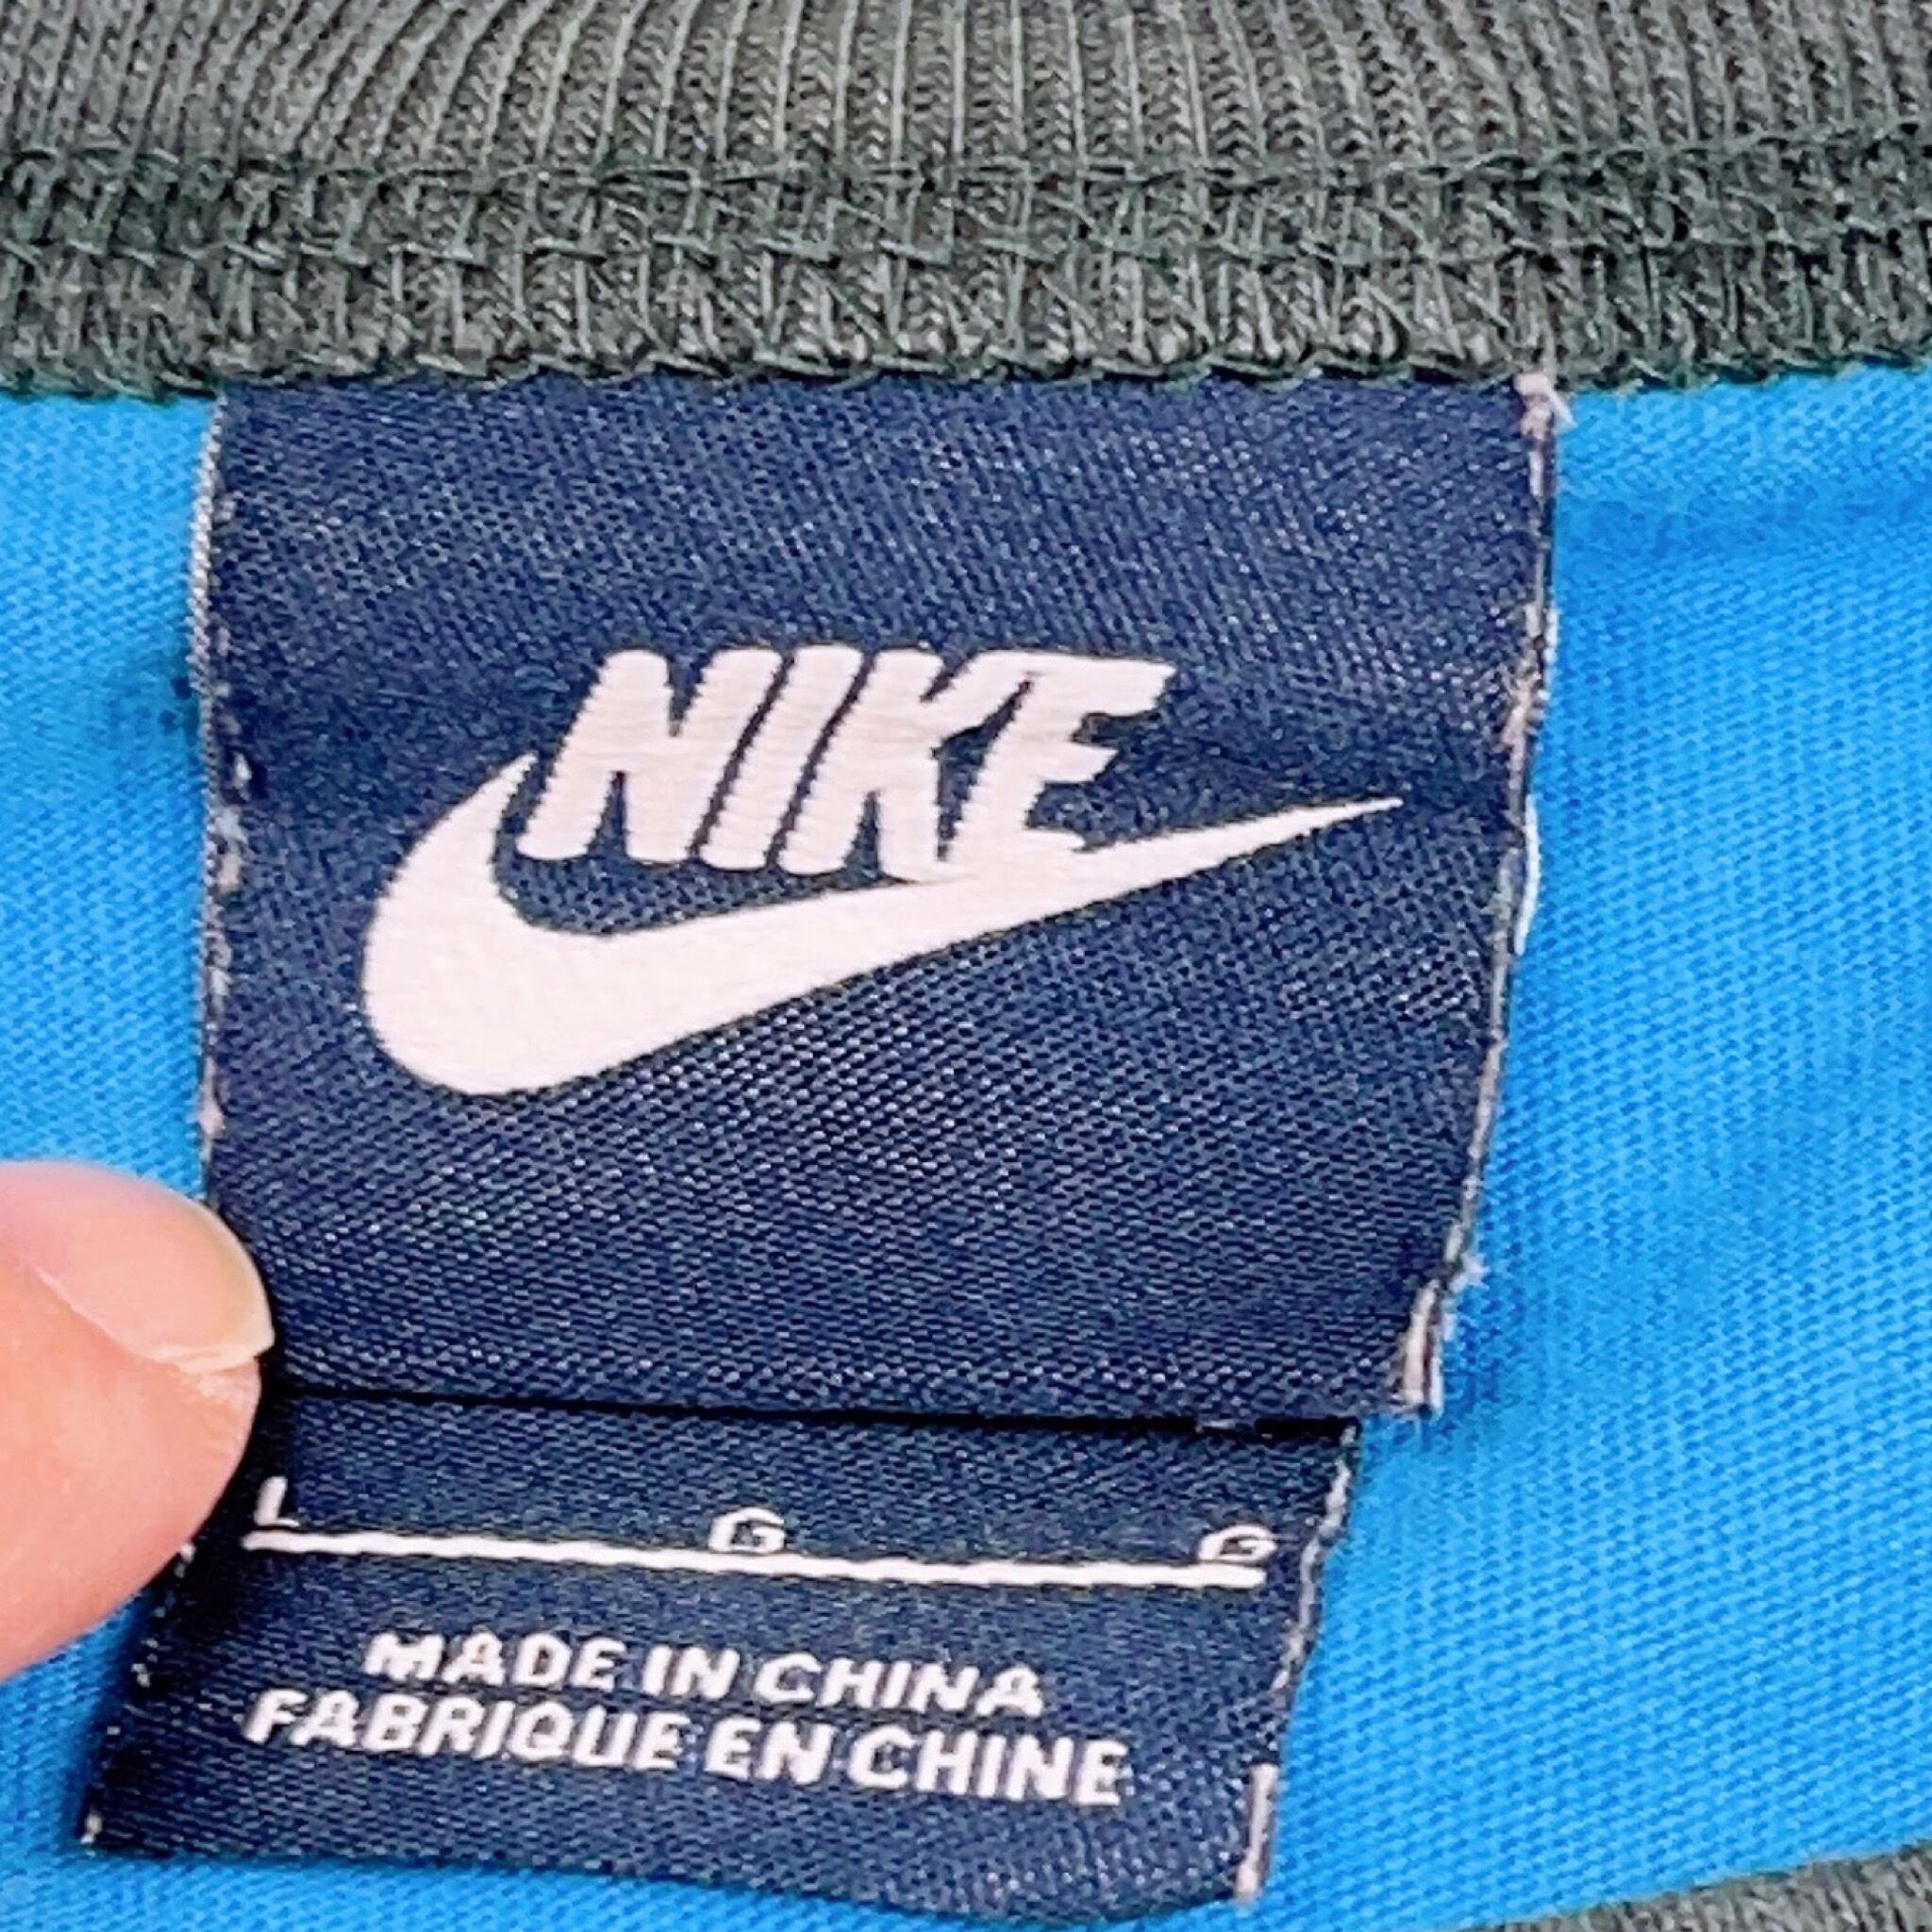 NIKE
L G G
MADE IN CHINA
FABRIQUE EN CHINE